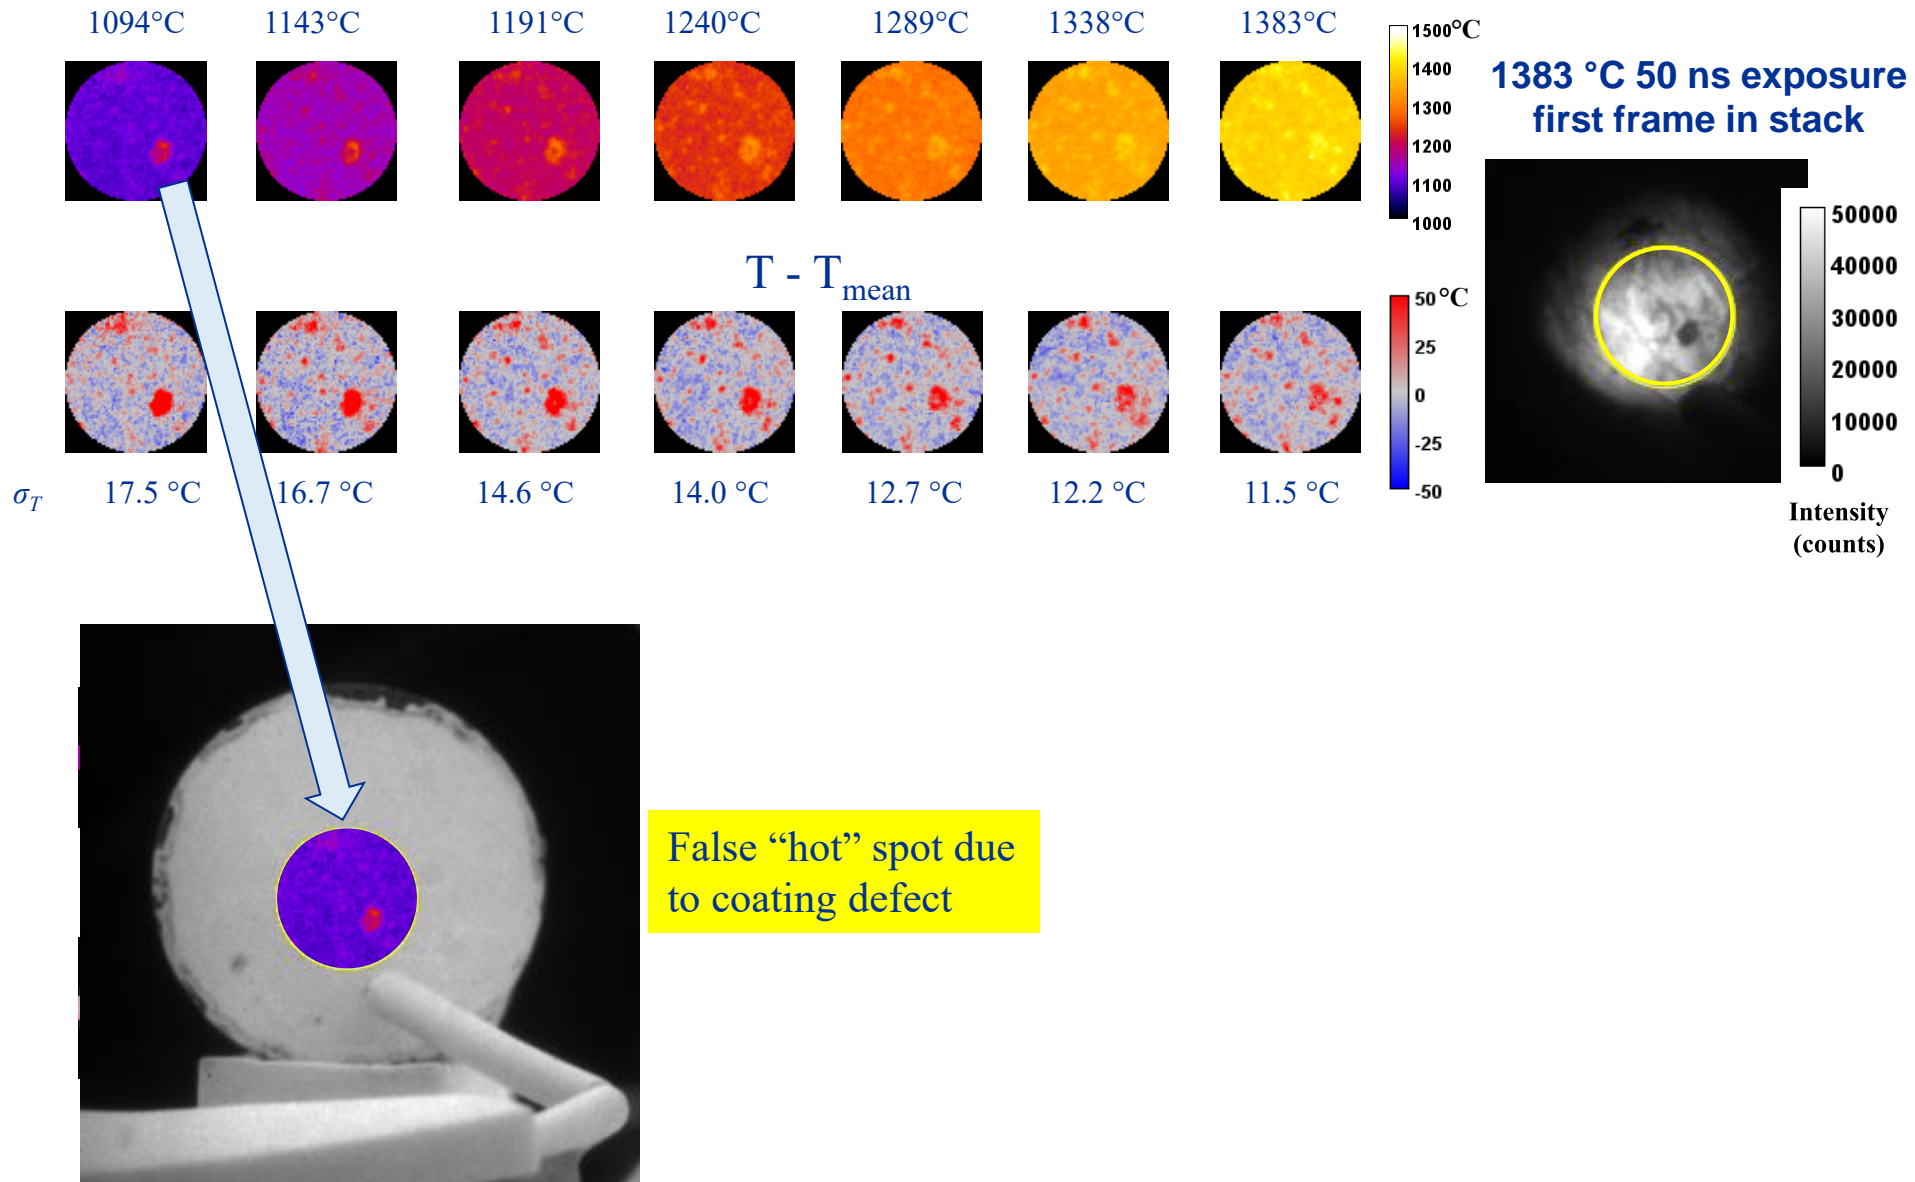 1094°C 1143°C 1191°C 1240°C 1289°C 1338°C 1383°C
1500°C
1400
1300
1200
1100
1000
1383 °C 50 ns exposure
first frame in stack
T - Tmean
50 °C
25
0
-25
-50
50000
40000
30000
20000
10000
0
Intensity
(counts)
σT 17.5 °C 16.7 °C 14.6 °C 14.0 °C 12.7 °C 12.2 °C 11.5 °C
False “hot” spot due
to coating defect